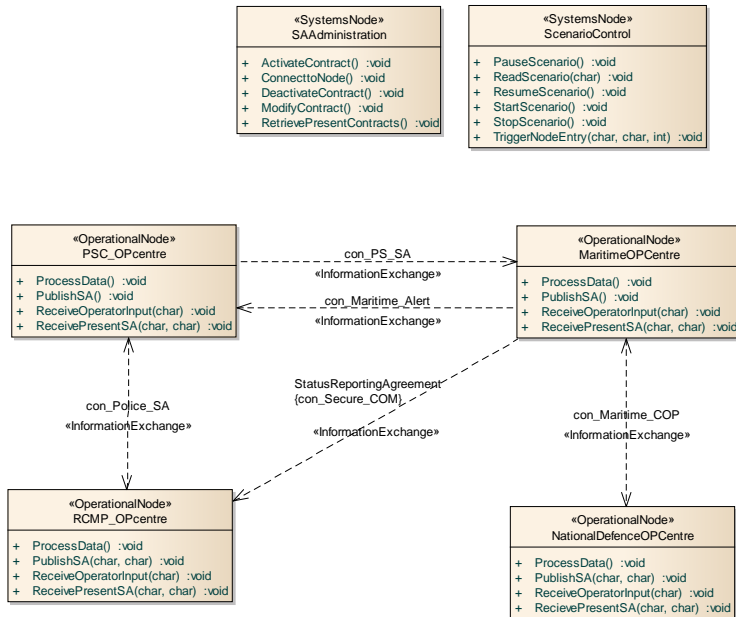 «SystemsNode»
SAAdministration
+ ActivateContract() :void
+ ConnecttoNode() :void
+ DeactivateContract() :void
+ ModifyContract() :void
+ RetrievePresentContracts() :void
«SystemsNode»
ScenarioControl
+ PauseScenario() :void
+ ReadScenario(char) :void
+ ResumeScenario() :void
+ StartScenario() :void
+ StopScenario() :void
+ TriggerNodeEntry(char, char, int) :void
«OperationalNode»
PSC_OPcentre
+ ProcessData() :void
+ PublishSA() :void
+ ReceiveOperatorInput(char) :void
+ ReceivePresentSA(char, char) :void
con_PS_SA
«InformationExchange»
con_Maritime_Alert
«InformationExchange»
«OperationalNode»
MaritimeOPCentre
+ ProcessData() :void
+ PublishSA() :void
+ ReceiveOperatorInput(char) :void
+ ReceivePresentSA(char, char) :void
con_Police_SA
«InformationExchange»
StatusReportingAgreement
{con_Secure_COM}
«InformationExchange»
con_Maritime_COP
«InformationExchange»
«OperationalNode»
RCMP_OPcentre
+ ProcessData() :void
+ PublishSA(char, char) :void
+ ReceiveOperatorInput(char) :void
+ ReceivePresentSA(char, char) :void
«OperationalNode»
NationalDefenceOPCentre
+ ProcessData() :void
+ PublishSA(char, char) :void
+ ReceiveOperatorInput(char) :void
+ RecievePresentSA(char, char) :void